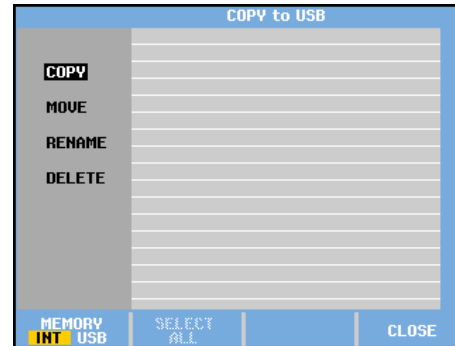 COPY to USB
COPY
MOVE
RENAME
DELETE
MEMORY
INT USB
SELECT
ALL
CLOSE